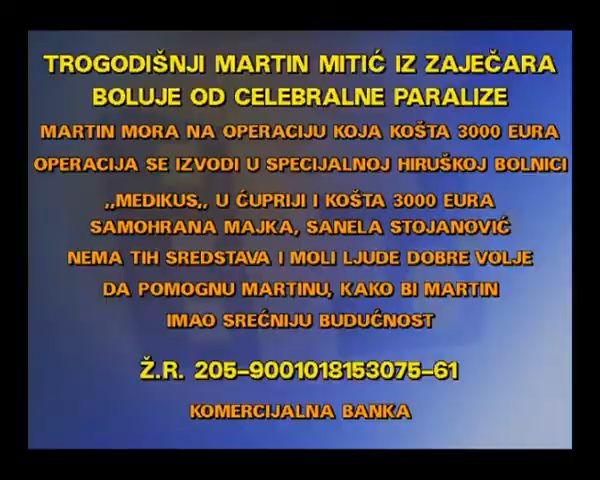 TROGODIŠNJI MARTIN MITIĆ IZ ZAJEČARA
BOLUJE OD CELEBRALNE PARALIZE
MARTIN MORA NA OPERACIJU KOJA KOŠTA 3000 EURA
OPERACIJA SE IZVODI U SPECIJALNOJ HIRUŠKOJ BOLNICI
,,MEDIKUS,, U ĆUPRIJI I KOŠTA 3000 EURA
SAMOHRANA MAJKA, SANELA STOJANOVIĆ
NEMA TIH SREDSTAVA I MOLI LJUDE DOBRE VOLJE
DA POMOGNU MARTINU, KAKO BI MARTIN
IMAO SREĆNIJU BUDUĆNOST
Ž.R. 205-9001018153075-61
KOMERCIJALNA BANKA